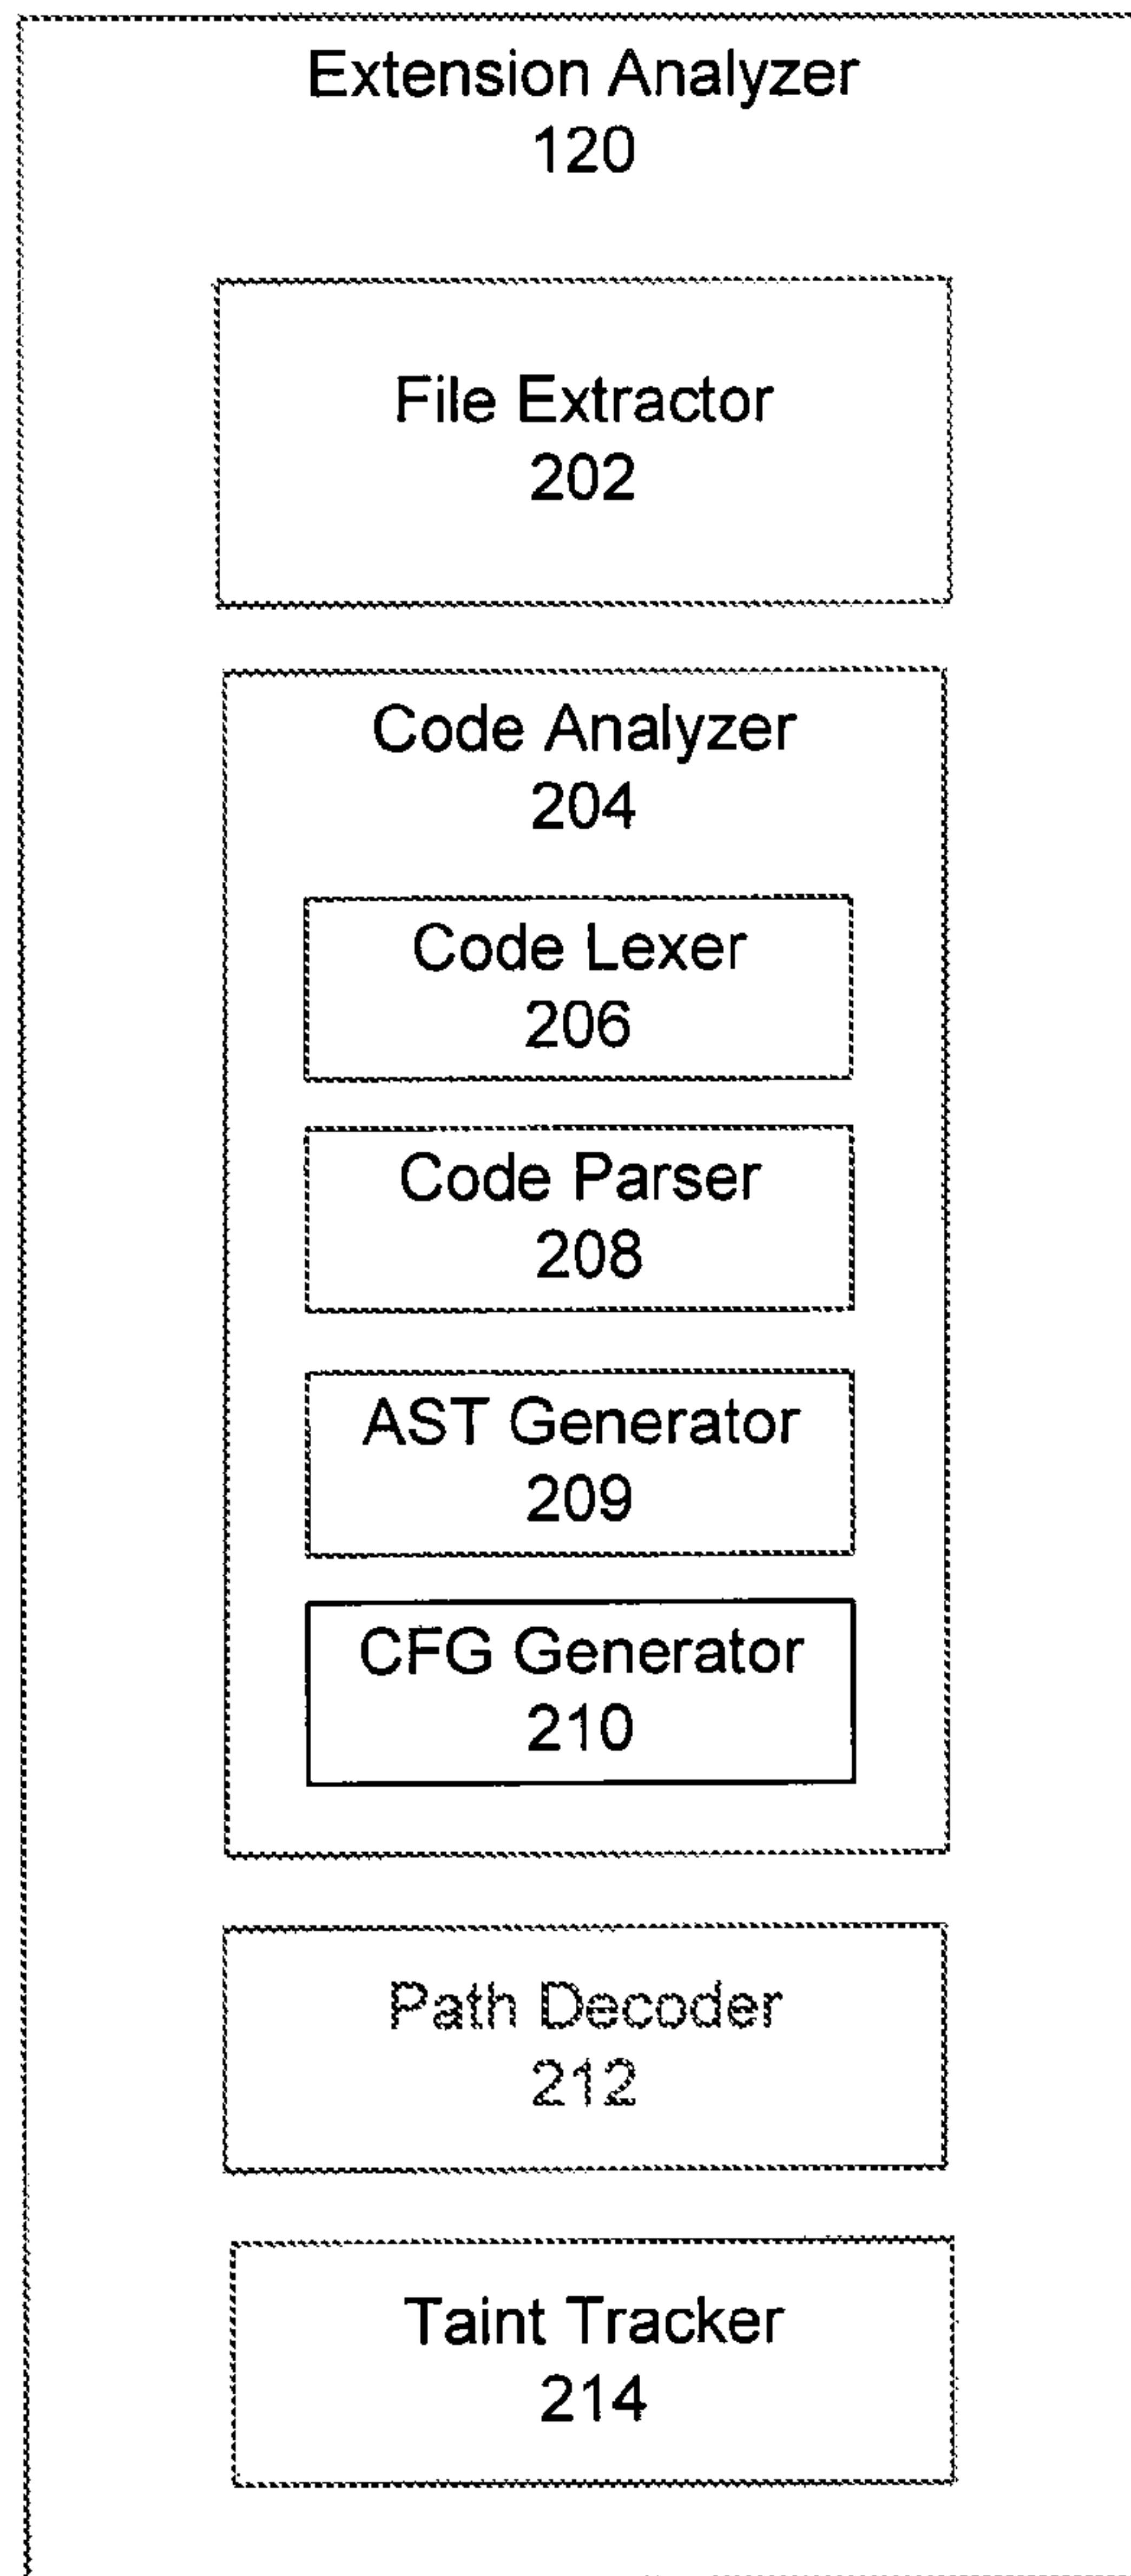 Extension Analyzer
120
File Extractor
202
Code Analyzer
204
Code Lexer
206
Code Parser
208
AST Generator
209
CFG Generator
210
Path Decoder
212
Taint Tracker
214